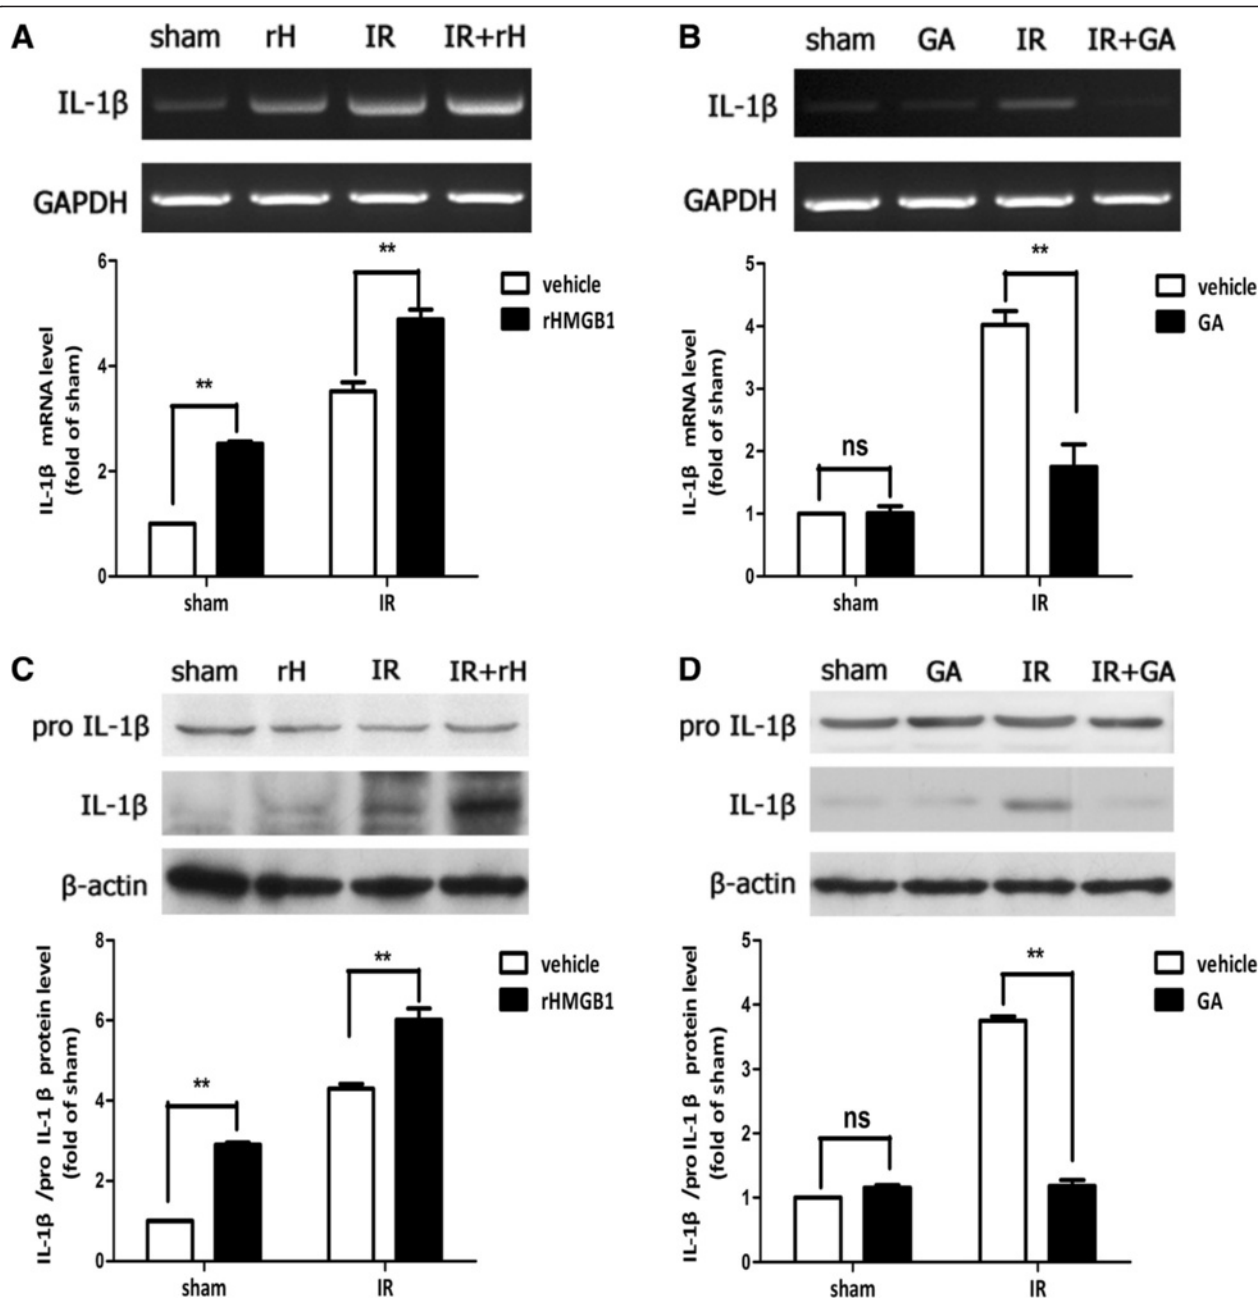 A
sham rH IR IR+rH
IL-1β
GAPDH
**
**
6
4
2
0
IL-1β mRNA level
(fold of sham)
vehicle
rHMGB1
sham IR
B
sham GA IR IR+GA
IL-1β
GAPDH
**
ns
5
4
3
2
1
0
IL-1β mRNA level
(fold of sham)
vehicle
GA
sham IR
C
sham rH IR IR+rH
pro IL-1β
IL-1β
β-actin
**
**
8
6
4
2
0
IL-1β /pro IL-1 β protein level
(fold of sham)
vehicle
rHMGB1
sham IR
D
sham GA IR IR+GA
pro IL-1β
IL-1β
β-actin
**
ns
5
4
3
2
1
0
IL-1β /pro IL-1 β protein level
(fold of sham)
vehicle
GA
sham IR